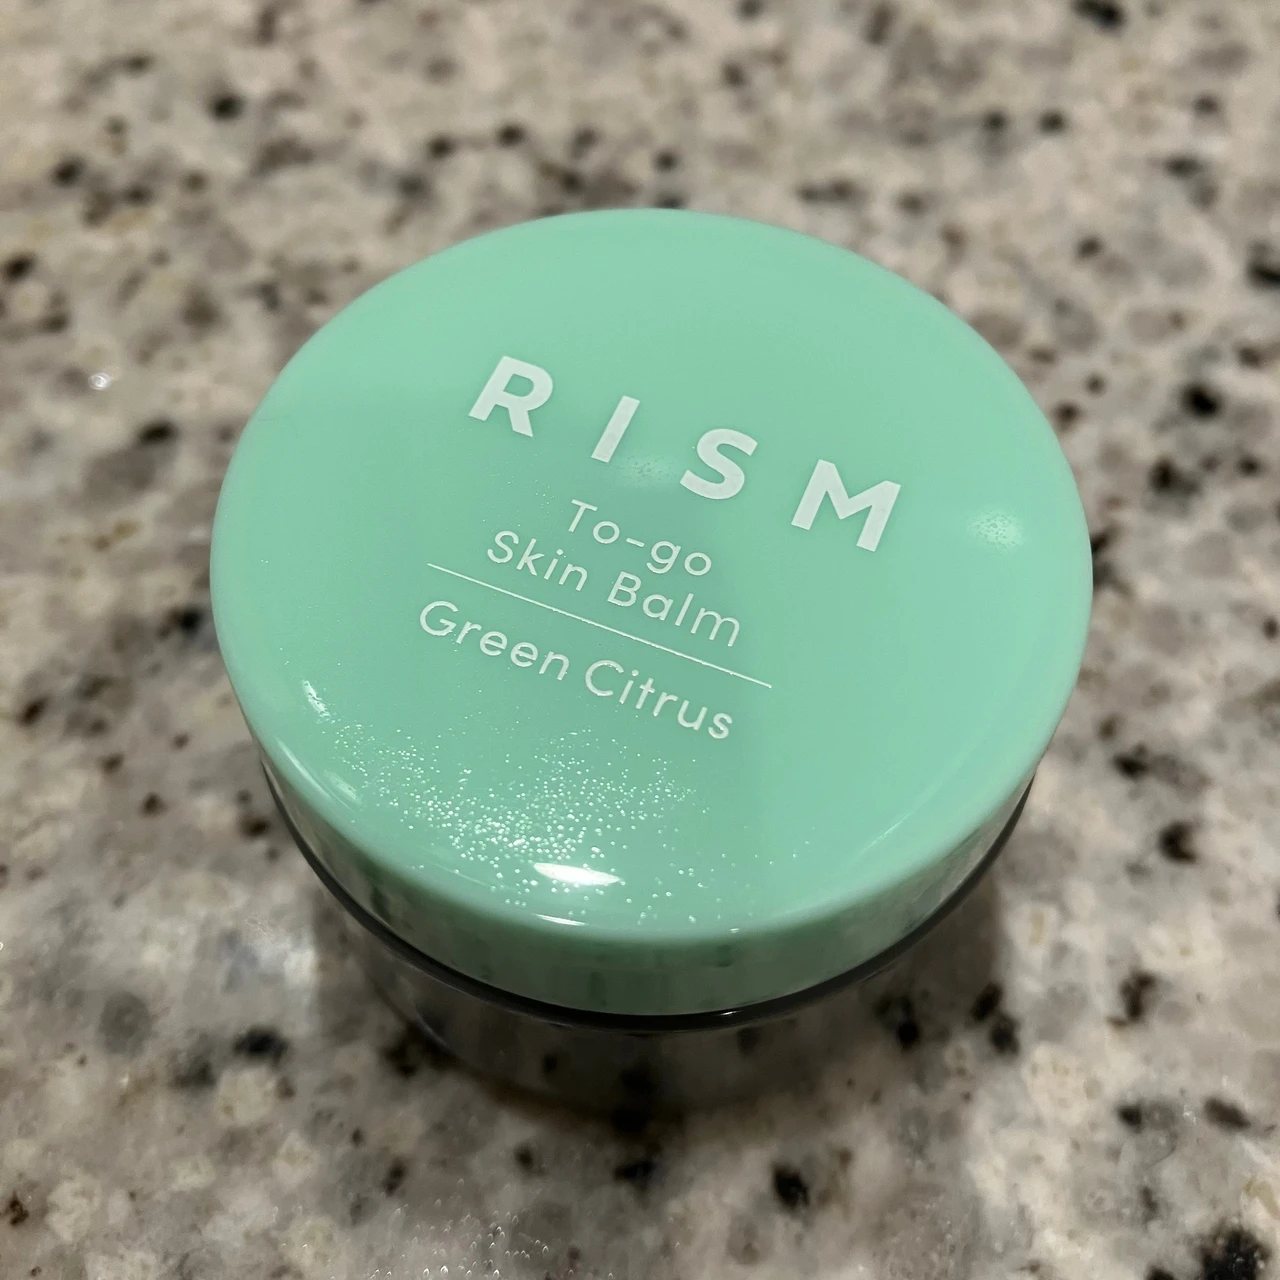 RISM
To-go
Skin Balm
Green Citrus